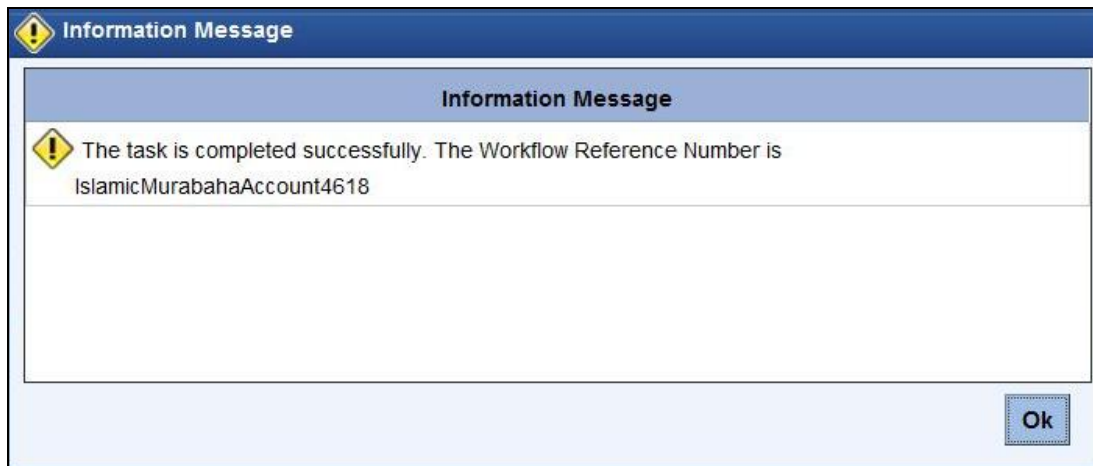 Information Message
Information Message
The task is completed successfully. The Workflow Reference Number is
IslamicMurabahaAccount4618
Ok